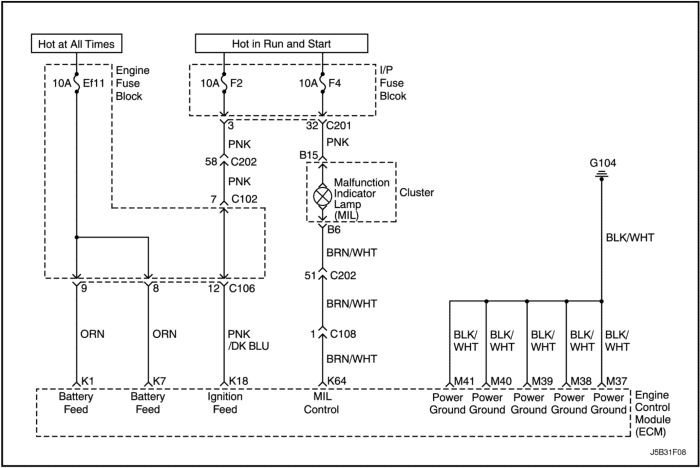 Hot at All Times
Hot in Run and Start
10A Ef11
Engine
Fuse
Block
10A F2
10A F4
I/P
Fuse
Blcok
3
32 C201
PNK
PNK
58 C202
B15
PNK
7 C102
Malfunction
Indicator
Lamp
(MIL)
Cluster
B6
G104
BLK/WHT
BRN/WHT
51 C202
9
8
12 C106
BRN/WHT
ORN
ORN
PNK
/DK BLU
1 C108
BRN/WHT
BLK/
WHT
BLK/
WHT
BLK/
WHT
BLK/
WHT
BLK/
WHT
K1
K7
K18
K64
M41
M40
M39
M38
M37
Battery
Feed
Battery
Feed
Ignition
Feed
MIL
Control
Power
Ground
Power
Ground
Power
Ground
Power
Ground
Power
Ground
Engine
Control
Module
(ECM)
J5B31F08